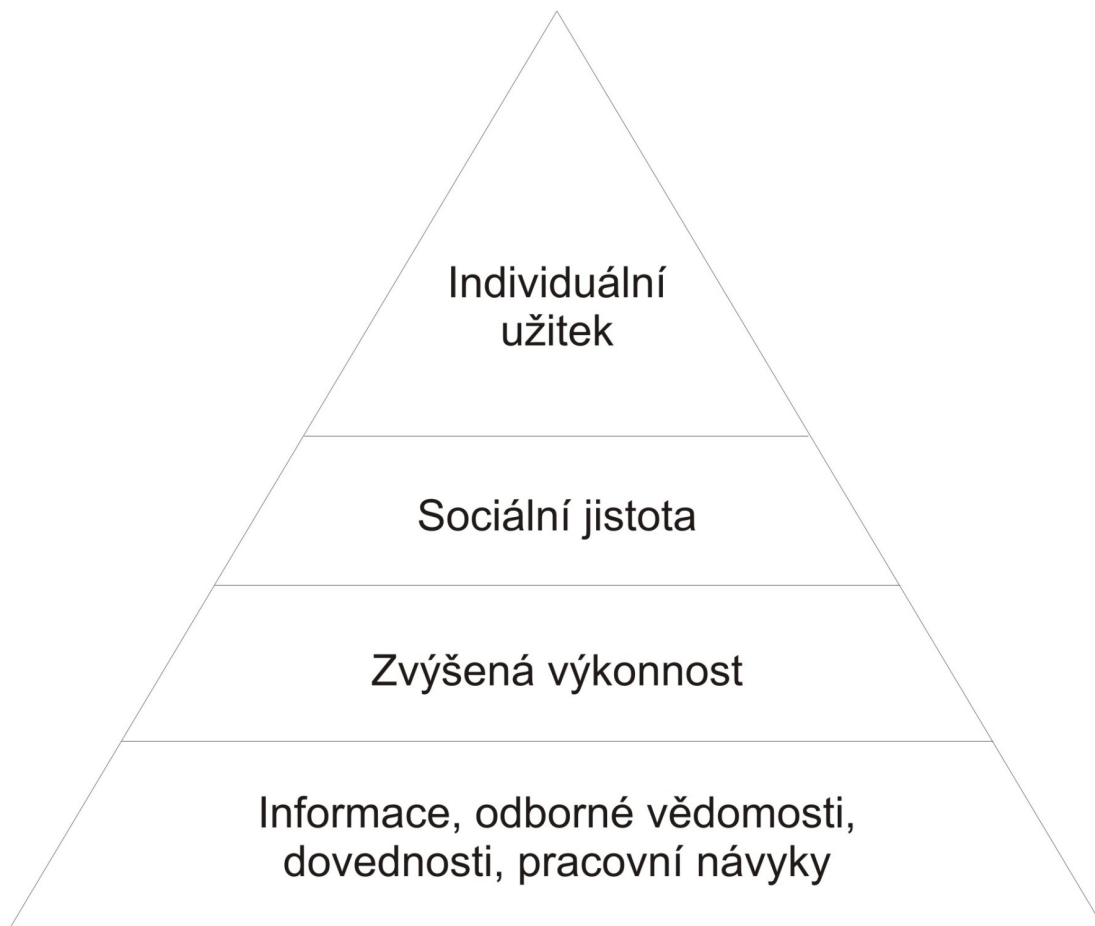 Individuální
užitek
Sociální jistota
Zvýšená výkonnost
Informace, odborné vědomosti,
dovednosti, pracovní návyky